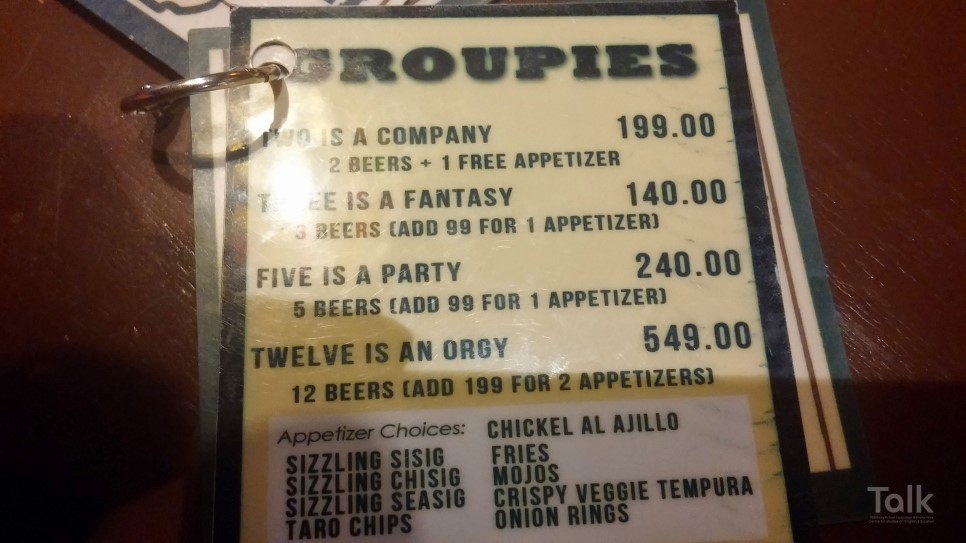 GROUPIES
TWO IS A COMPANY 199.00
2 BEERS + 1 FREE APPETIZER
THREE IS A FANTASY 140.00
3 BEERS (ADD 99 FOR 1 APPETIZER)
FIVE IS A PARTY 240.00
5 BEERS (ADD 99 FOR 1 APPETIZER)
TWELVE IS AN ORGY 549.00
12 BEERS (ADD 199 FOR 2 APPETIZERS)
Appetizer Choices: CHICKEL AL AJILLO
SIZZLING SISIG FRIES
SIZZLING CHISIG MOJOS
SIZZLING SEASIG CRISPY VEGGIE TEMPURA
TARO CHIPS ONION RINGS
Talk